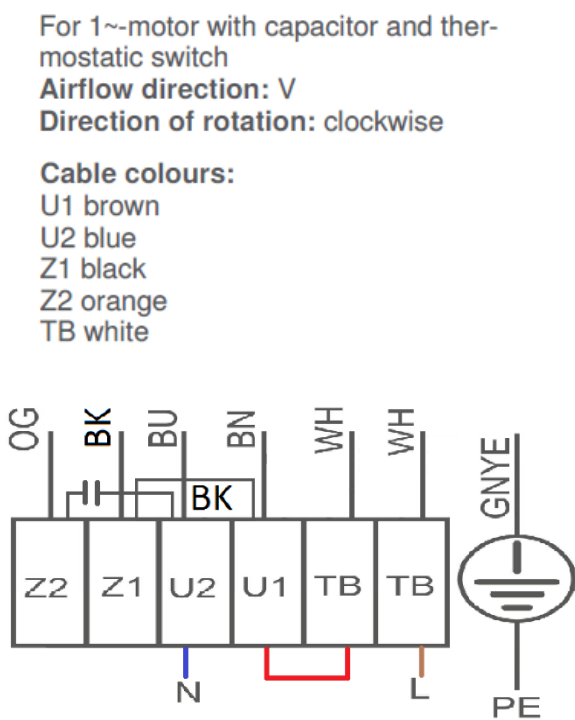 For 1~-motor with capacitor and ther-
mostatic switch
Airflow direction: V
Direction of rotation: clockwise
Cable colours:
U1 brown
U2 blue
Z1 black
Z2 orange
TB white
OG BK BU BN WH WH GNYE
BK
Z2 Z1 U2 U1 TB TB
N L PE